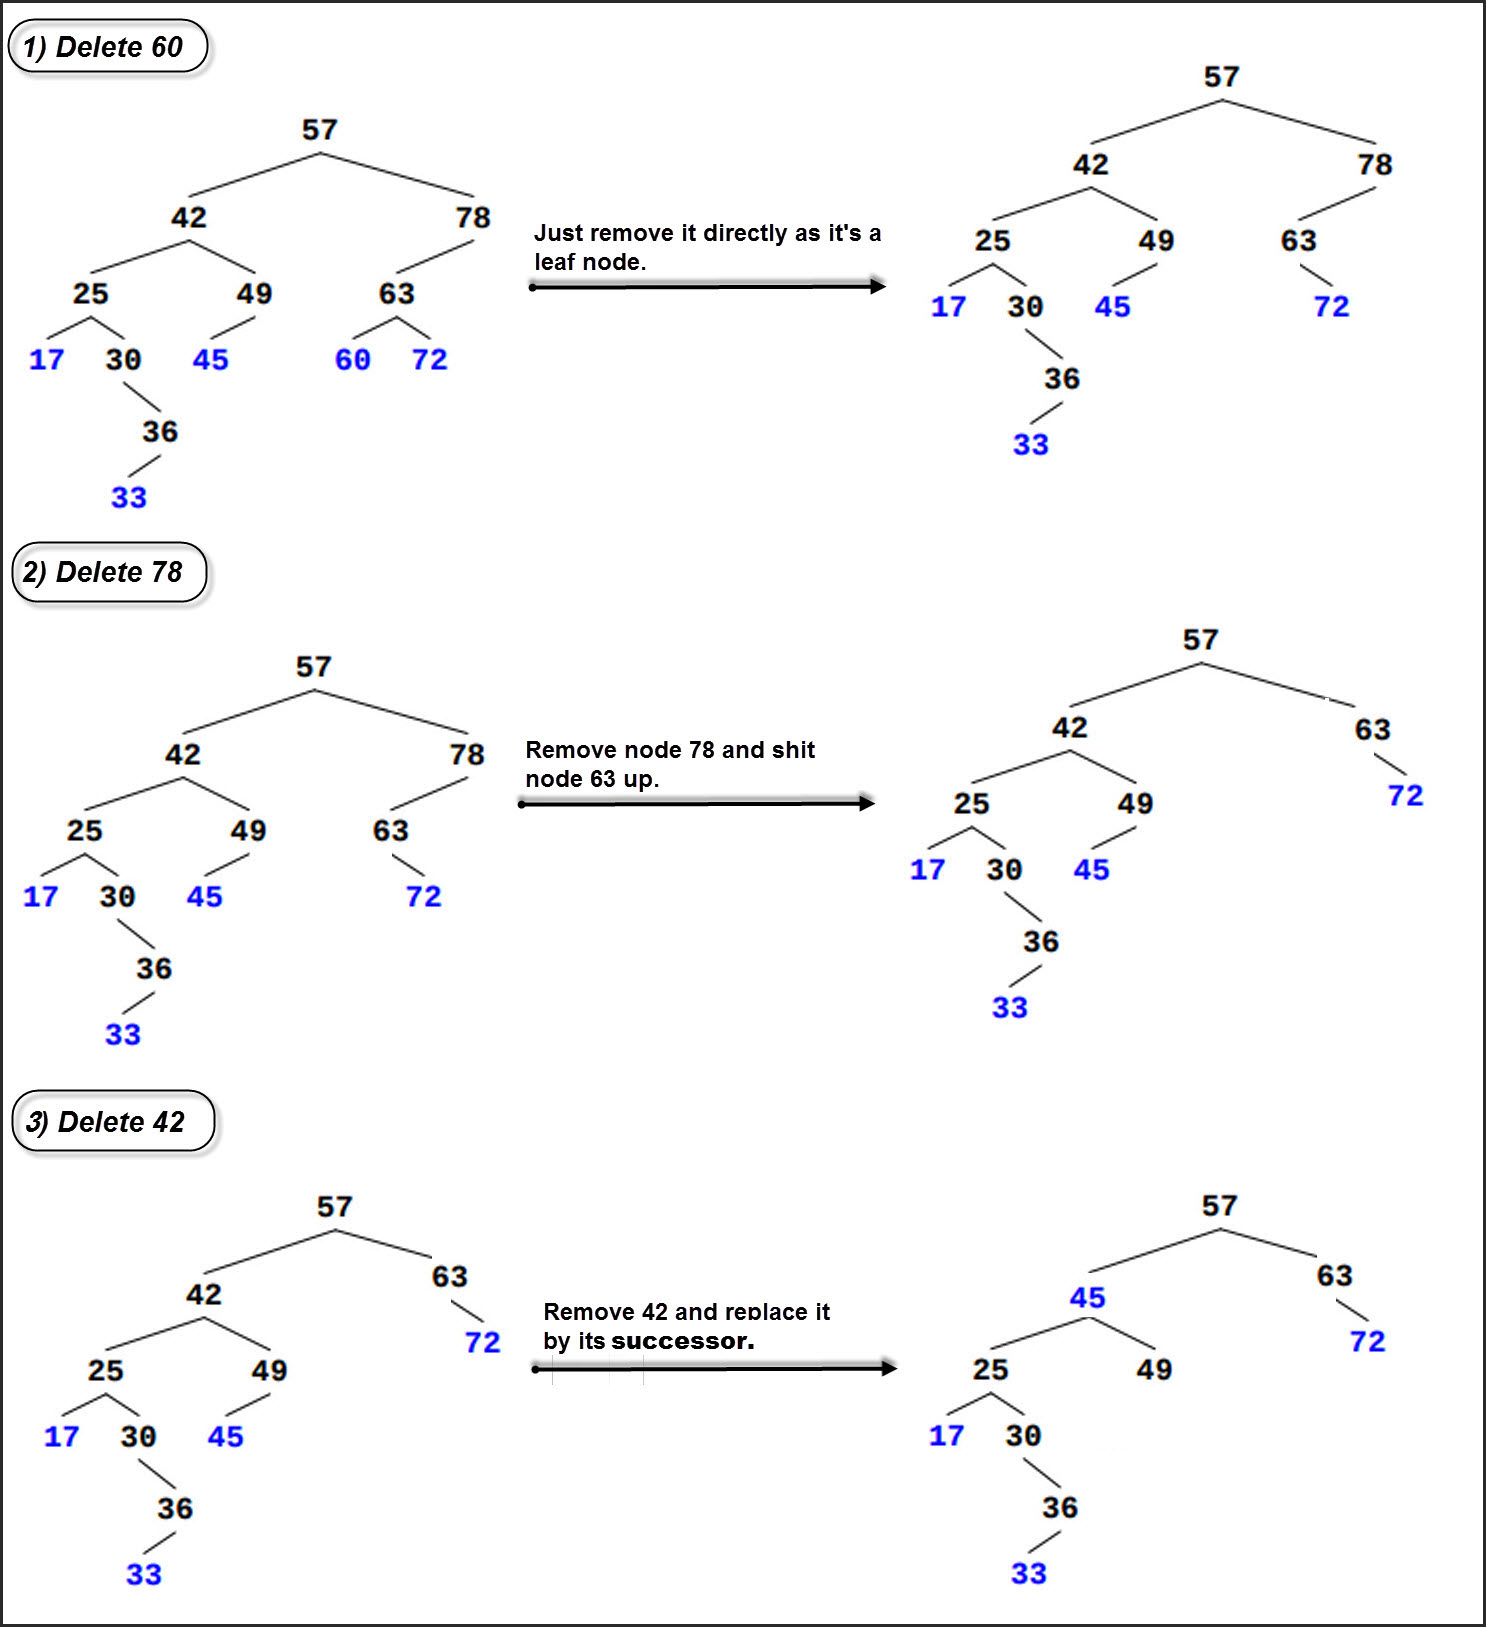 1) Delete 60
57
42 78
25 49 63
17 30 45 60 72
36
33
Just remove it directly as it's a
leaf node.
57
42 78
25 49 63
17 30 45 72
36
33
2) Delete 78
57
42 78
25 49 63
17 30 45 72
36
33
Remove node 78 and shit
node 63 up.
57
42 63
72
25 49
17 30 45
36
33
3) Delete 42
57
63
42
72
25 49
17 30 45
36
33
Remove 42 and replace it
by its successor.
57
63
45
72
25 49
17 30
36
33